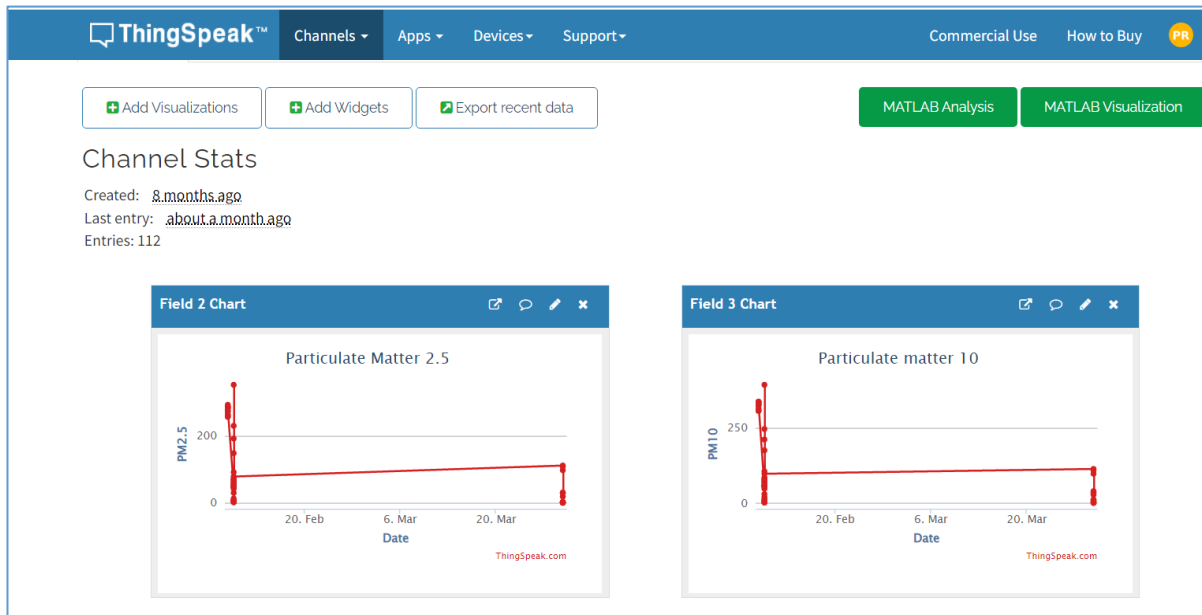 ThingSpeak™ Channels Apps Devices Support Commercial Use How to Buy PR
Add Visualizations Add Widgets Export recent data MATLAB Analysis MATLAB Visualization
Channel Stats
Created: 8 months ago
Last entry: about a month ago
Entries: 112
Field 2 Chart
Particulate Matter 2.5
PM2.5
200
0
20. Feb 6. Mar 20. Mar
Date
ThingSpeak.com
Field 3 Chart
Particulate matter 10
PM10
250
0
20. Feb 6. Mar 20. Mar
Date
ThingSpeak.com